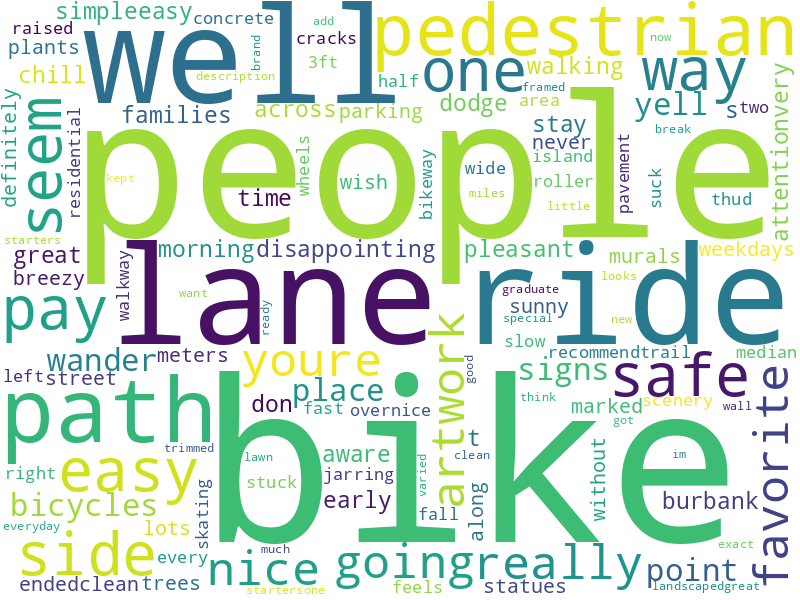 simpleeasy
concrete
raised
cracks
plants
3ft
chill
description
brand
well
add
pedestrian
now
half
one
walking
way
framed
area
families
across
parking
dodge
yell
s
two
definitely
seem
residential
people
kept
time
wheels
wish
bikeway
wide
stay
never
island
roller
miles
little
pavement
suck
break
thud
attentionvery
starters
great
breezy
walkway
morning
disappointing
pleasant
murals
weekdays
lane
ride
looks
want
ready
graduate
special
sunny
new
pay
slow
wander
meters
youre
artwork
good
recommendtrail
median
signs
safe
left
street
path
place
don
fast
overnice
think
marked
scenery
wall
favorite
got
trimmed
lawn
bike
aware
t
clean
without
im
easy
right
stuck
jarring
varied
bicycles
skating
early
fall
along
burbank
everyday
lots
side
every
much
nice
going
really
point
exact
endedclean
trees
startersone
feels
statues
landscapedgreat